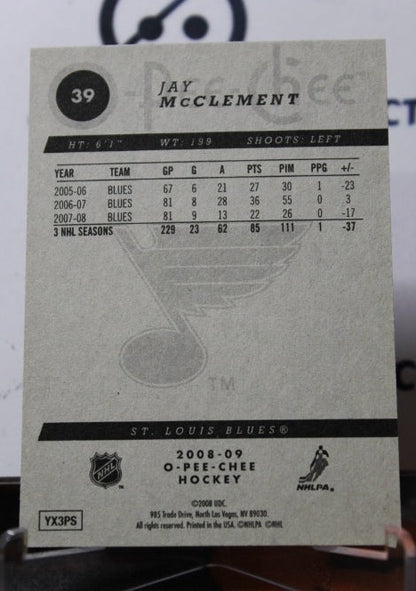 39
O-Pee-Chee
JAY
McCLEMENT
HT: 6'1" WT: 199 SHOOTS: LEFT
YEAR TEAM GP G A PTS PIM PPG +/-
2005-06 BLUES 67 6 21 27 30 1 -23
2006-07 BLUES 81 8 28 36 55 0 3
2007-08 BLUES 81 9 13 22 26 0 -17
3 NHL SEASONS 229 23 62 85 111 1 -37
TM
ST. LOUIS BLUES®
2008-09
O-PEE-CHEE
HOCKEY
NHL
NHLPA
©2008 UDC.
985 Trade Drive, North Las Vegas, NV 89030.
All rights reserved. Printed in the USA. ©NHLPA ©NHL
YX3PS